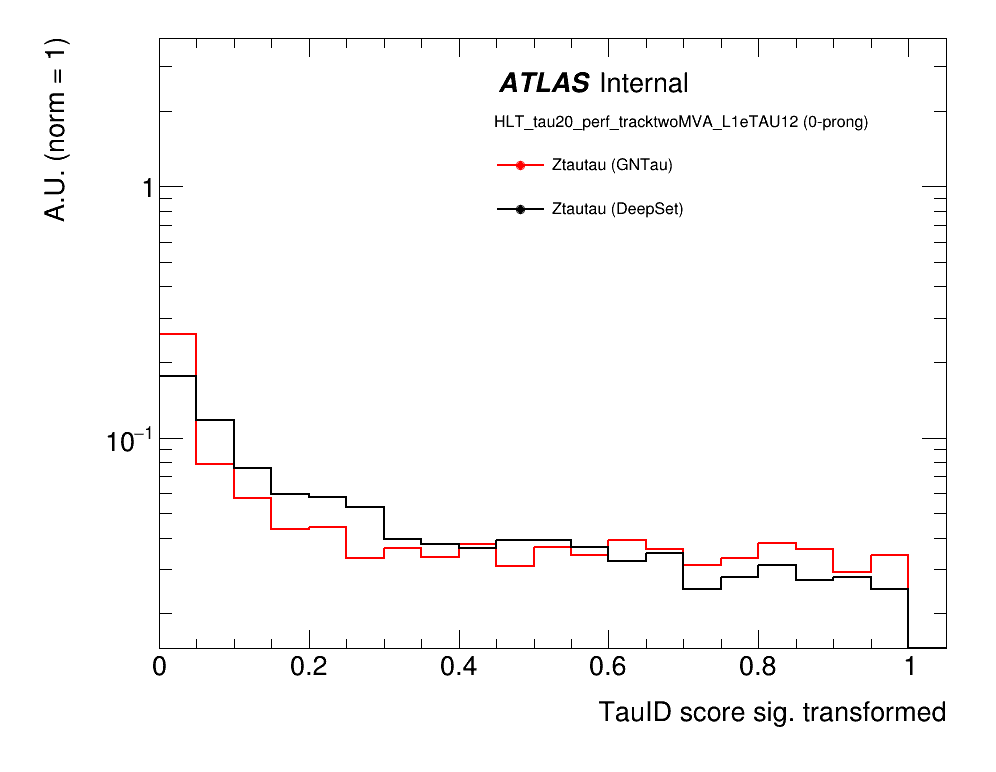 A.U. (norm = 1)
ATLAS Internal
HLT_tau20_perf_tracktwoMVA_L1eTAU12 (0-prong)
Ztautau (GNTau)
Ztautau (DeepSet)
1
10⁻¹
0 0.2 0.4 0.6 0.8 1
TauID score sig. transformed